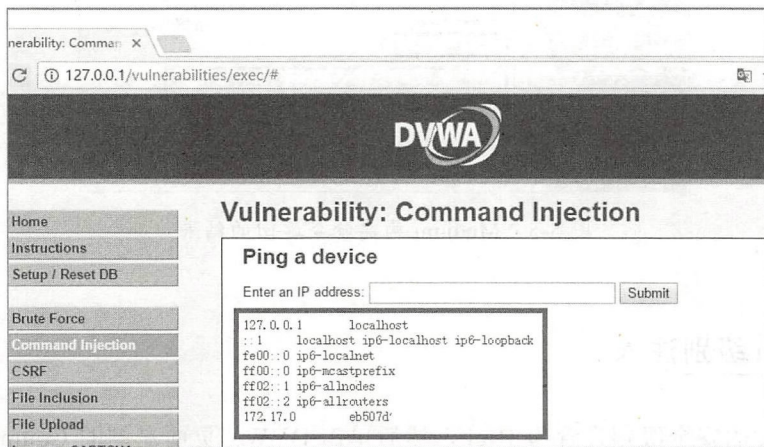 nerability: Comman ×
127.0.0.1/vulnerabilities/exec/#
DVWA
Home
Instructions
Setup / Reset DB
Brute Force
Command Injection
CSRF
File Inclusion
File Upload
Vulnerability: Command Injection
Ping a device
Enter an IP address:
Submit
127.0.0.1 localhost
::1 localhost ip6-localhost ip6-loopback
fe00::0 ip6-localnet
ff00::0 ip6-mcastprefix
ff02::1 ip6-allnodes
ff02::2 ip6-allrouters
172.17.0 eb507d